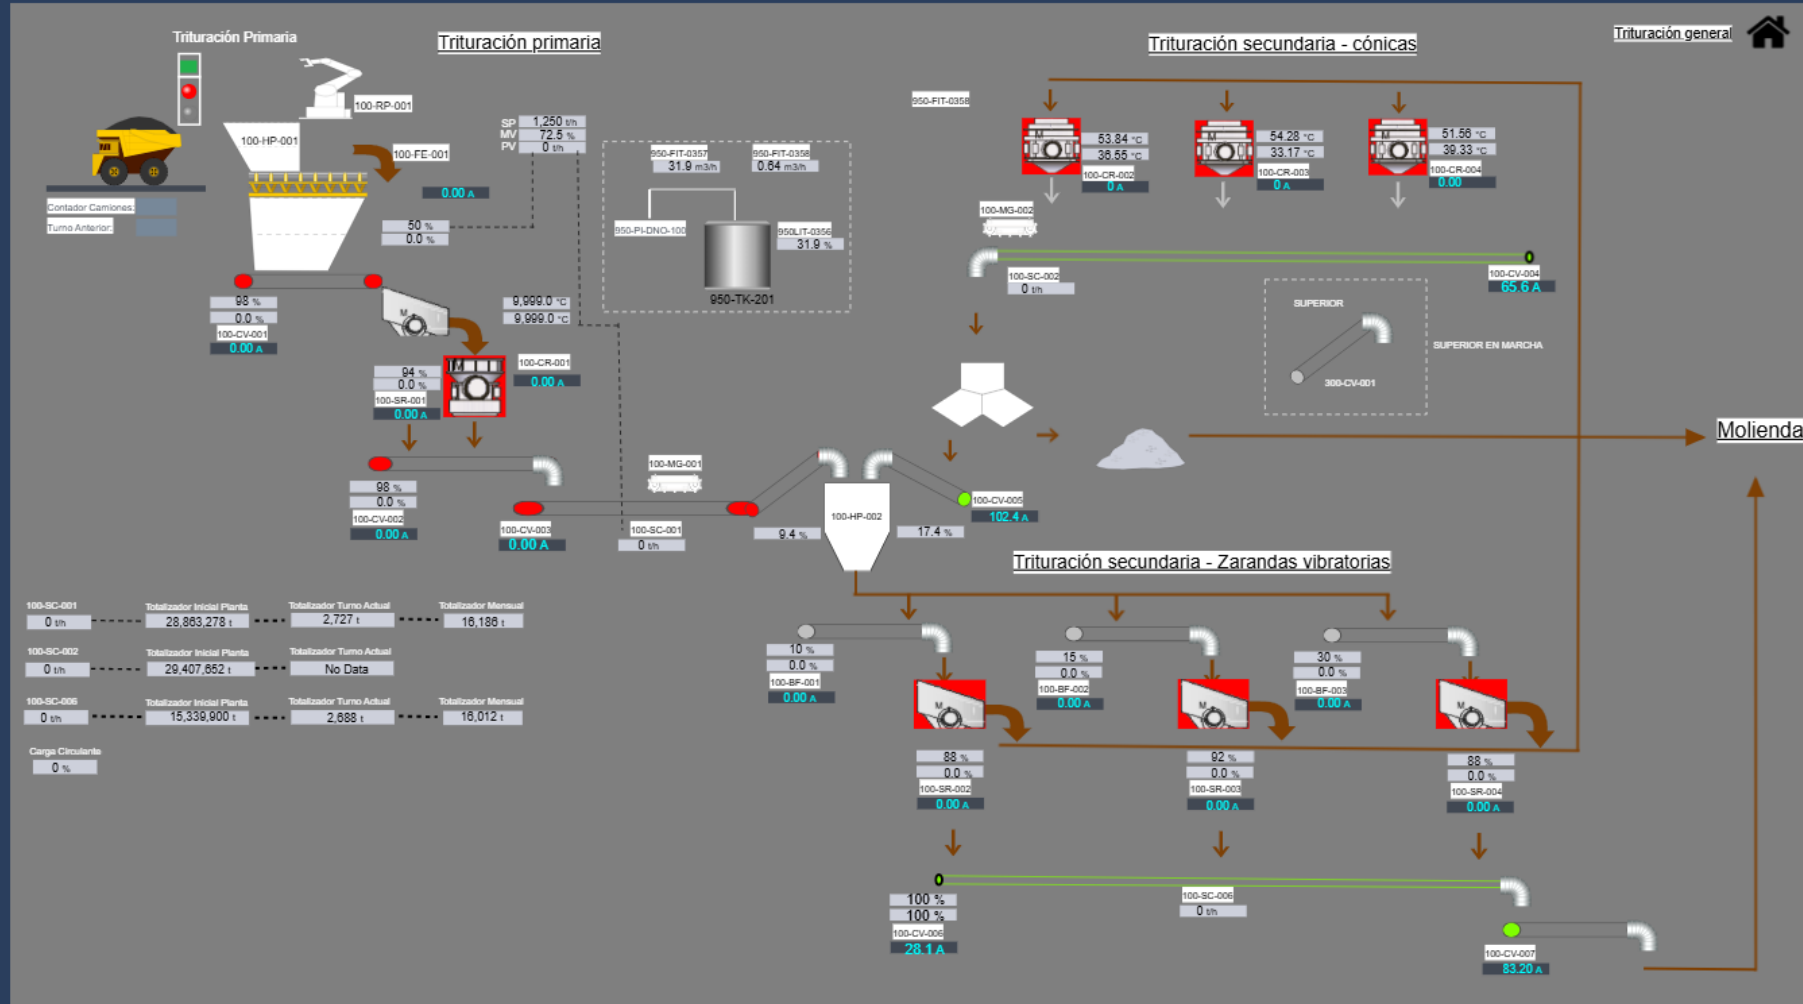 Trituración Primaria
Trituración primaria
Trituración secundaria - cónicas
Trituración general
100-RP-001
100-HP-001
100-FE-001
0.00 A
Contador Camiones:
Turno Anterior:
SP 1,250 t/h
MV 72.5 %
PV 0 t/h
50 %
0.0 %
950-FIT-0357
31.9 m3/h
950-FIT-0358
0.64 m3/h
950-PI-DNO-100
950LIT-0356
31.9 %
950-TK-201
950-FIT-0358
M
53.84 °C
36.55 °C
100-CR-002
0 A
M
54.28 °C
33.17 °C
100-CR-003
0 A
M
51.56 °C
39.33 °C
100-CR-004
0.00
100-MG-002
100-SC-002
0 t/h
100-CV-004
65.6 A
SUPERIOR
SUPERIOR EN MARCHA
300-CV-001
98 %
0.0 %
100-CV-001
0.00 A
M
9,999.0 °C
9,999.0 °C
M
100-CR-001
0.00 A
94 %
0.0 %
100-SR-001
0.00 A
98 %
0.0 %
100-CV-002
0.00 A
100-MG-001
100-CV-003
0.00 A
100-SC-001
0 t/h
9.4 %
100-HP-002
17.4 %
100-CV-005
102.4 A
Molienda
Trituración secundaria - Zarandas vibratorias
100-SC-001
0 t/h
Totalizador Inicial Planta
28,863,278 t
Totalizador Turno Actual
2,727 t
Totalizador Mensual
16,186 t
100-SC-002
0 t/h
Totalizador Inicial Planta
29,407,652 t
Totalizador Turno Actual
No Data
100-SC-006
0 t/h
Totalizador Inicial Planta
15,339,900 t
Totalizador Turno Actual
2,688 t
Totalizador Mensual
16,012 t
Carga Circulante
0 %
10 %
0.0 %
100-BF-001
0.00 A
15 %
0.0 %
100-BF-002
0.00 A
30 %
0.0 %
100-BF-003
0.00 A
M
M
M
88 %
0.0 %
100-SR-002
0.00 A
92 %
0.0 %
100-SR-003
0.00 A
88 %
0.0 %
100-SR-004
0.00 A
100 %
100 %
100-CV-006
28.1 A
100-SC-006
0 t/h
100-CV-007
83.20 A